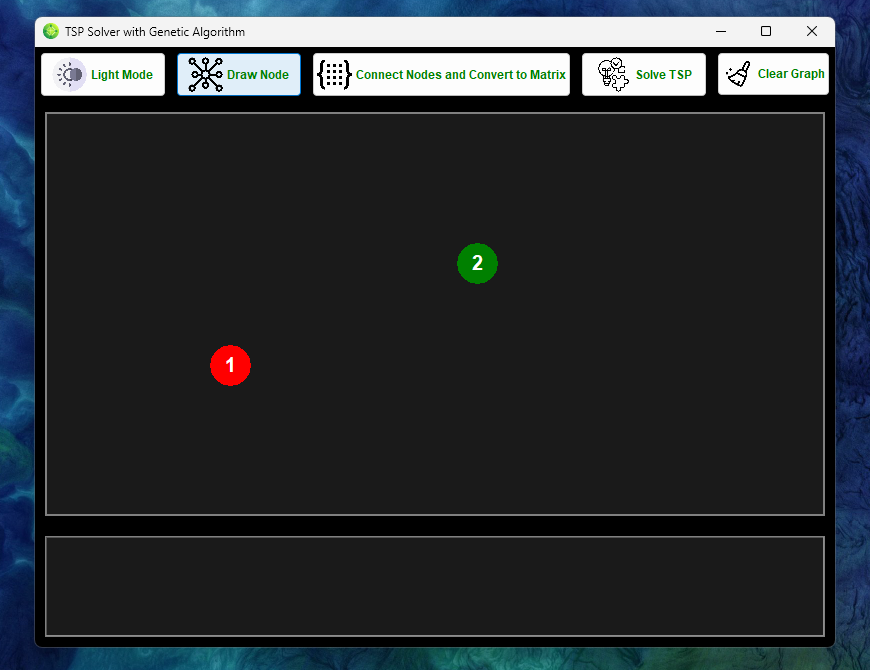 TSP Solver with Genetic Algorithm
Light Mode
Draw Node
Connect Nodes and Convert to Matrix
Solve TSP
Clear Graph
2
1